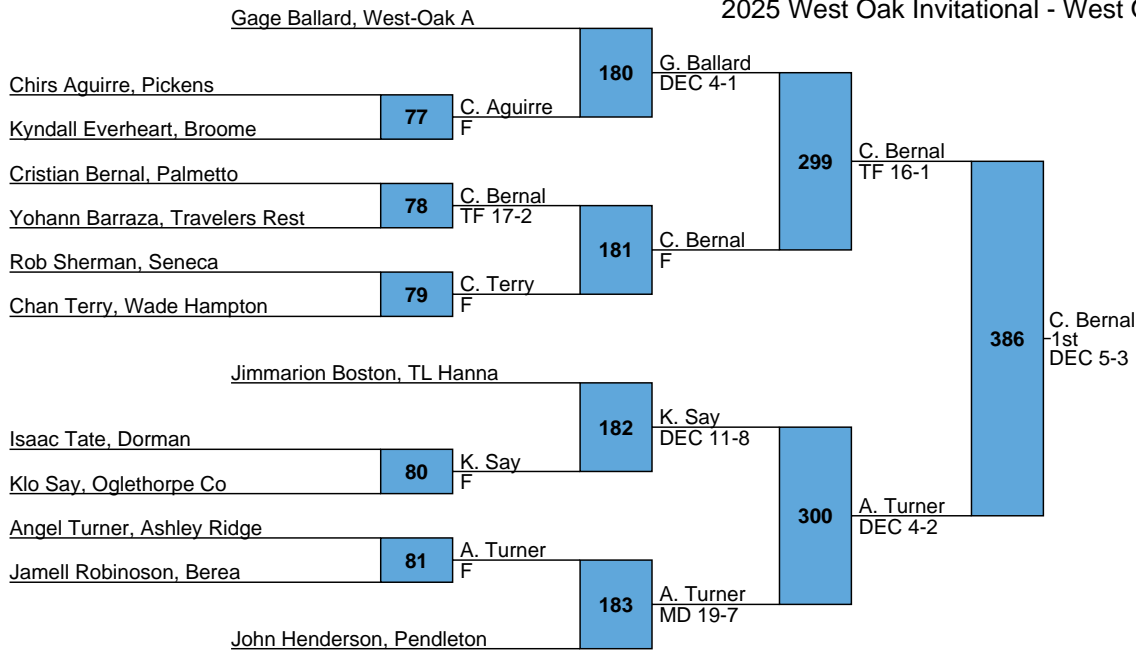 2025 West Oak Invitational - West
Gage Ballard, West-Oak A
180
G. Ballard
DEC 4-1
Chirs Aguirre, Pickens
77
C. Aguirre
F
Kyndall Everheart, Broome
299
C. Bernal
TF 16-1
Cristian Bernal, Palmetto
78
C. Bernal
TF 17-2
Yohann Barraza, Travelers Rest
181
C. Bernal
F
Rob Sherman, Seneca
79
C. Terry
F
Chan Terry, Wade Hampton
386
C. Bernal
1st
DEC 5-3
Jimmarion Boston, TL Hanna
182
K. Say
DEC 11-8
Isaac Tate, Dorman
80
K. Say
F
Klo Say, Oglethorpe Co
300
A. Turner
DEC 4-2
Angel Turner, Ashley Ridge
81
A. Turner
F
Jamell Robinoson, Berea
183
A. Turner
MD 19-7
John Henderson, Pendleton